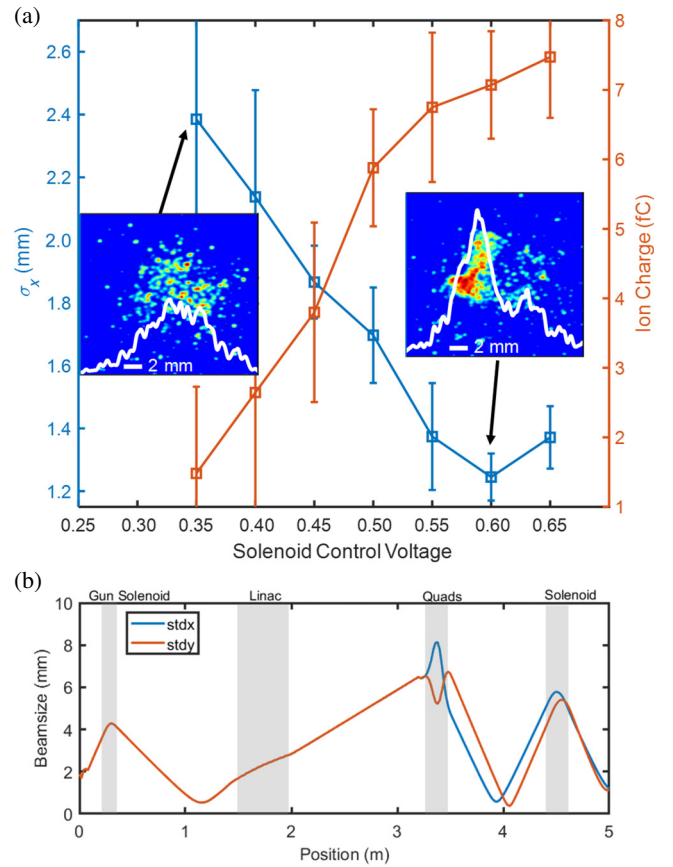 (a)
2.6
2.4
2.2
2.0
1.8
1.6
1.4
1.2
σx (mm)
8
7
6
5
4
3
2
1
Ion Charge (fC)
2 mm
2 mm
0.25
0.35
0.40
0.45
0.50
0.55
0.60
0.65
Solenoid Control Voltage
(b)
Gun Solenoid Linac Quads Solenoid
10
8
6
4
2
0
Beamsize (mm)
stdx
stdy
0 1 2 3 4 5
Position (m)